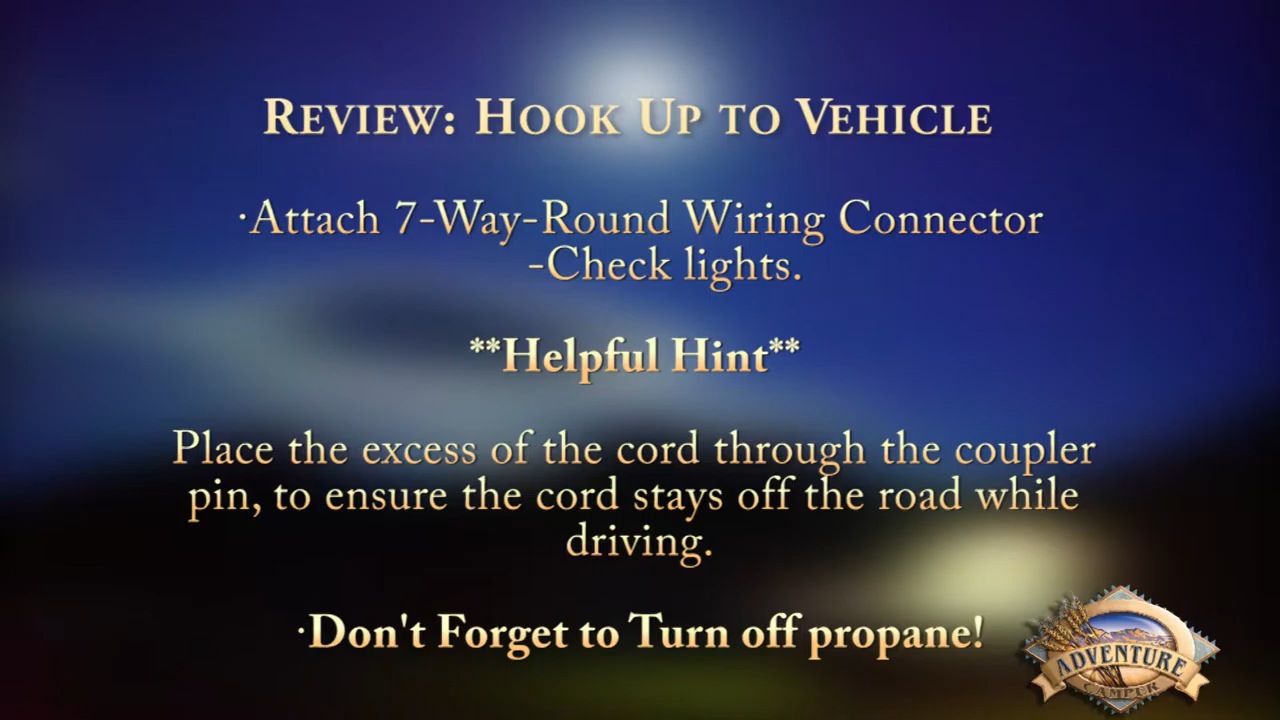 Review: Hook Up to Vehicle
·Attach 7-Way-Round Wiring Connector
-Check lights.
**Helpful Hint**
Place the excess of the cord through the coupler
pin, to ensure the cord stays off the road while
driving.
·Don't Forget to Turn off propane!
ADVENTURE
CAMPER